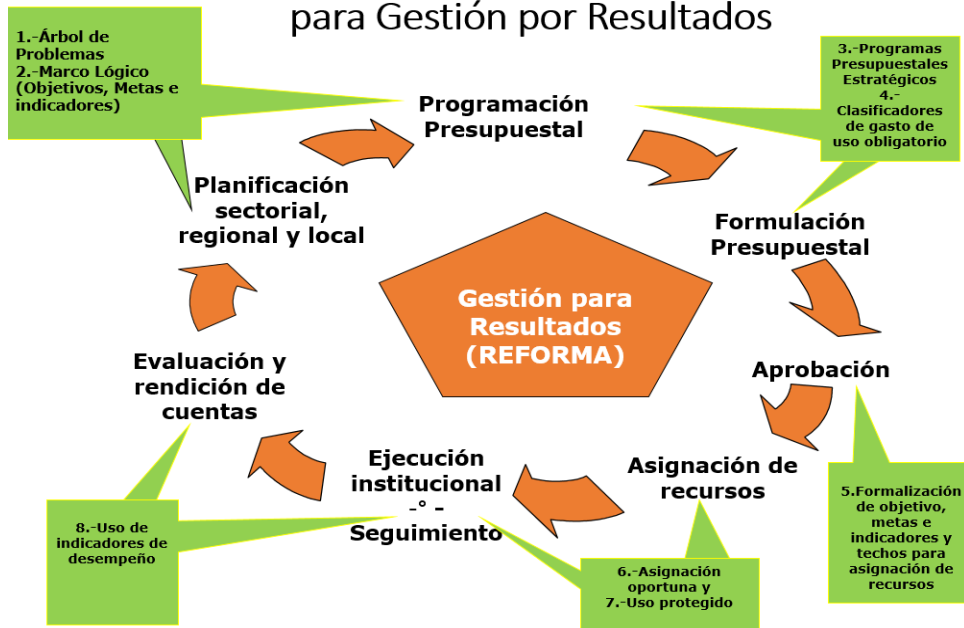 para Gestión por Resultados
1.-Árbol de
Problemas
2.-Marco Lógico
(Objetivos, Metas e
indicadores)
3.-Programas
Presupuestales
Estratégicos
4.-
Clasificadores
de gasto de
uso obligatorio
Programación
Presupuestal
Planificación
sectorial,
regional y local
Formulación
Presupuestal
Gestión para
Resultados
(REFORMA)
Evaluación y
rendición de
cuentas
Aprobación
Ejecución
institucional
-° -
Seguimiento
Asignación de
recursos
5.Formalización
de objetivo,
metas e
indicadores y
techos para
asignación de
recursos
8.-Uso de
indicadores de
desempeño
6.-Asignación
oportuna y
7.-Uso protegido